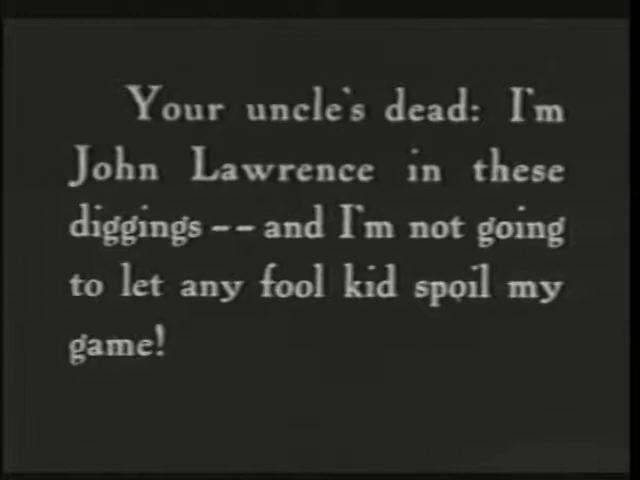 Your uncle's dead: I'm
John Lawrence in these
diggings -- and I'm not going
to let any fool kid spoil my
game!